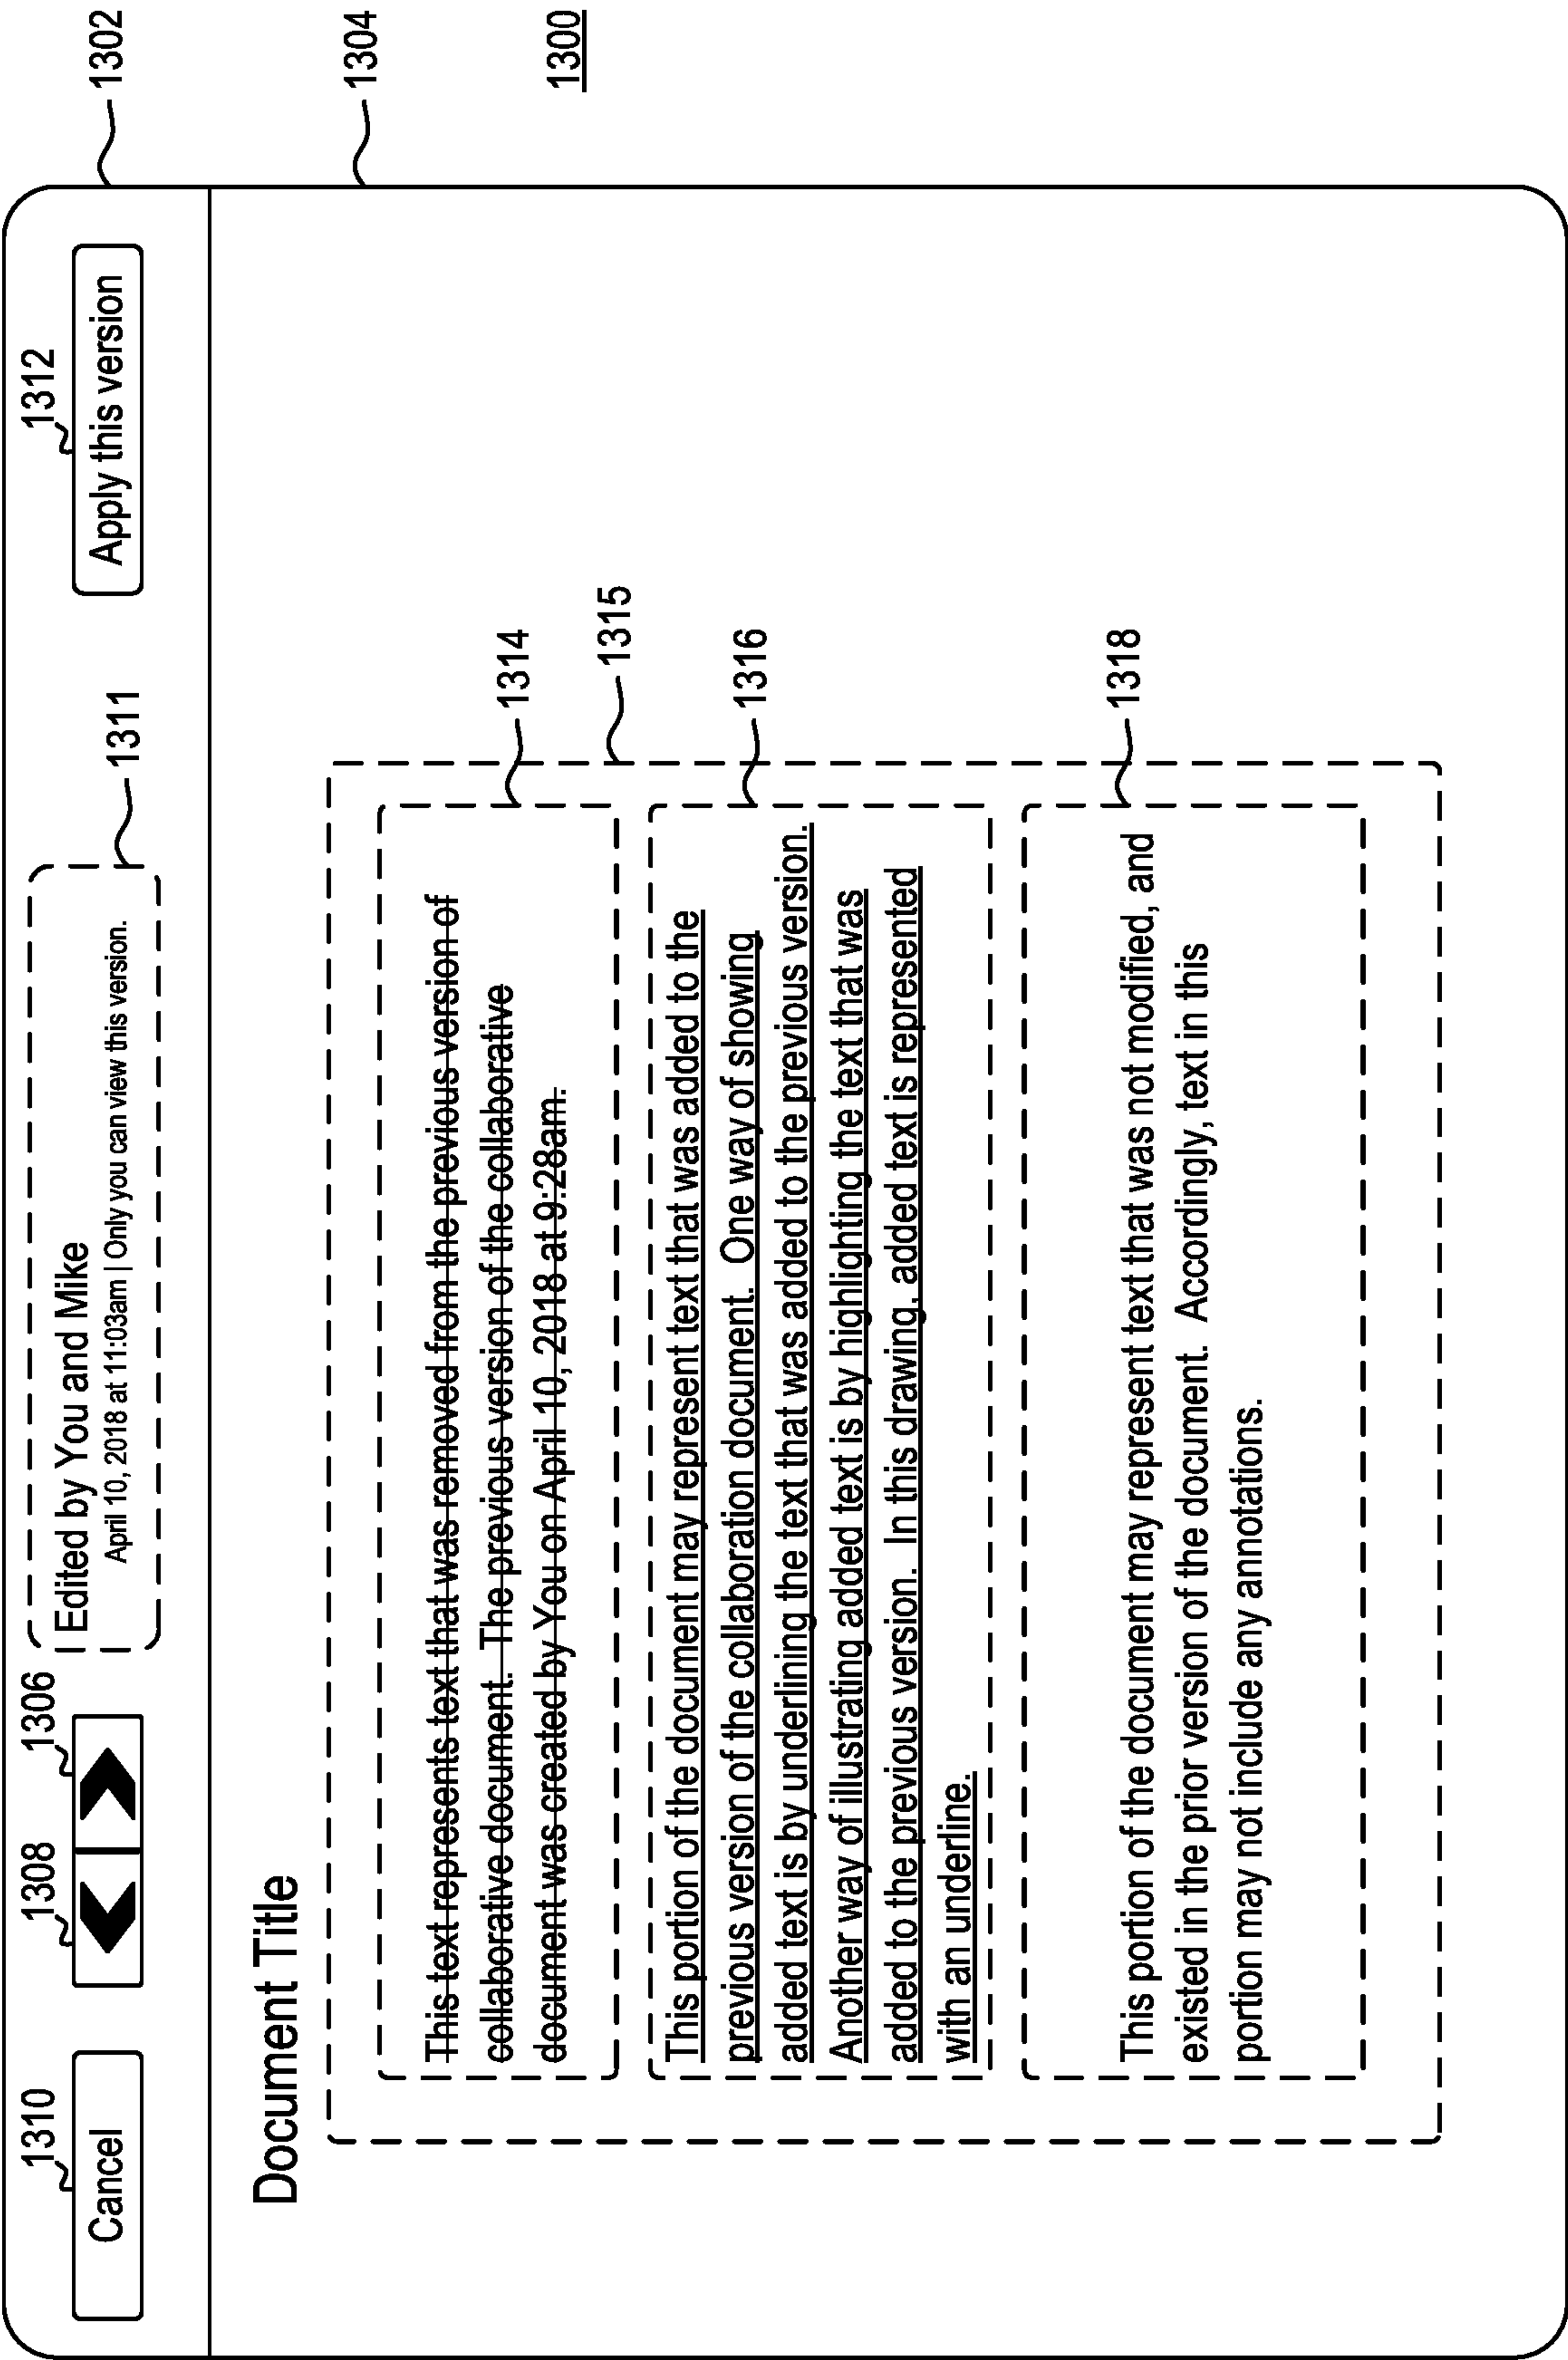 1310
1308
1306
1311
1312
1302
Cancel
Edited by You and Mike
April 10, 2018 at 11:03am | Only you can view this version.
Apply this version
Document Title
1304
This text represents text that was removed from the previous version of
collaborative document. The previous version of the collaborative
document was created by You on April 10, 2018 at 9:28am.
1314
1300
1315
This portion of the document may represent text that was added to the
previous version of the collaboration document. One way of showing
added text is by underlining the text that was added to the previous version.
Another way of illustrating added text is by highlighting the text that was
added to the previous version. In this drawing, added text is represented
with an underline.
1316
This portion of the document may represent text that was not modified, and
existed in the prior version of the document. Accordingly, text in this
portion may not include any annotations.
1318